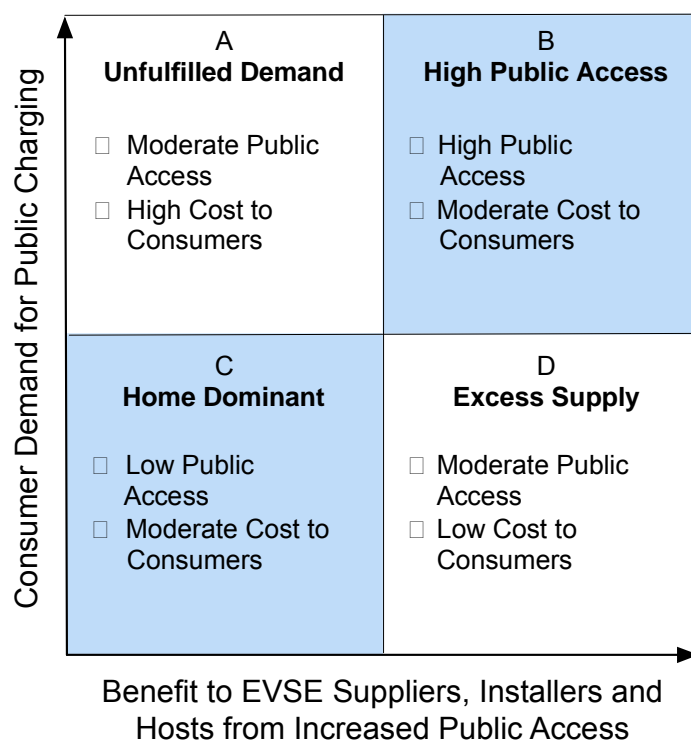 Consumer Demand for Public Charging
A
Unfulfilled Demand
□ Moderate Public
Access
□ High Cost to
Consumers
B
High Public Access
□ High Public
Access
□ Moderate Cost to
Consumers
C
Home Dominant
□ Low Public
Access
□ Moderate Cost to
Consumers
D
Excess Supply
□ Moderate Public
Access
□ Low Cost to
Consumers
Benefit to EVSE Suppliers, Installers and
Hosts from Increased Public Access